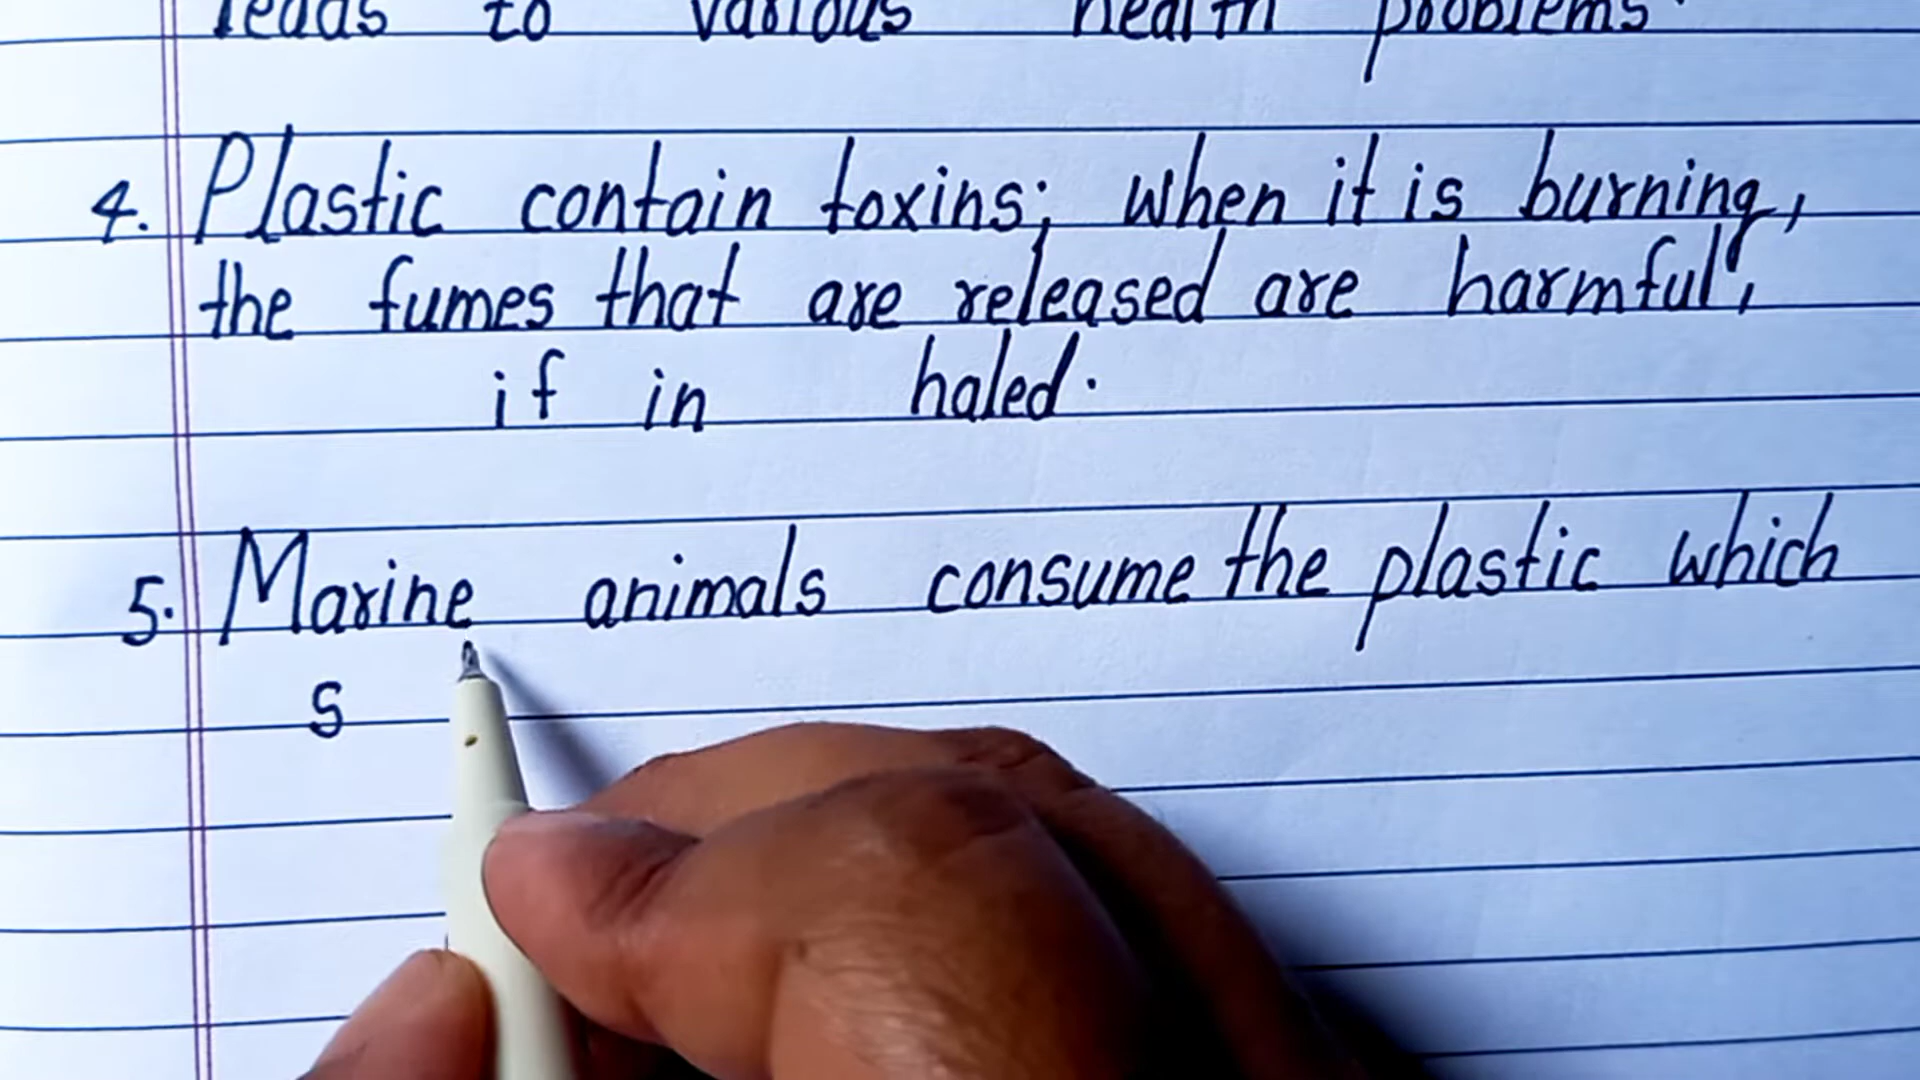 leads to various health problems.
4. Plastic contain toxins; when it is burning,
the fumes that are released are harmful,
if in haled.
5. Marine animals consume the plastic which
s